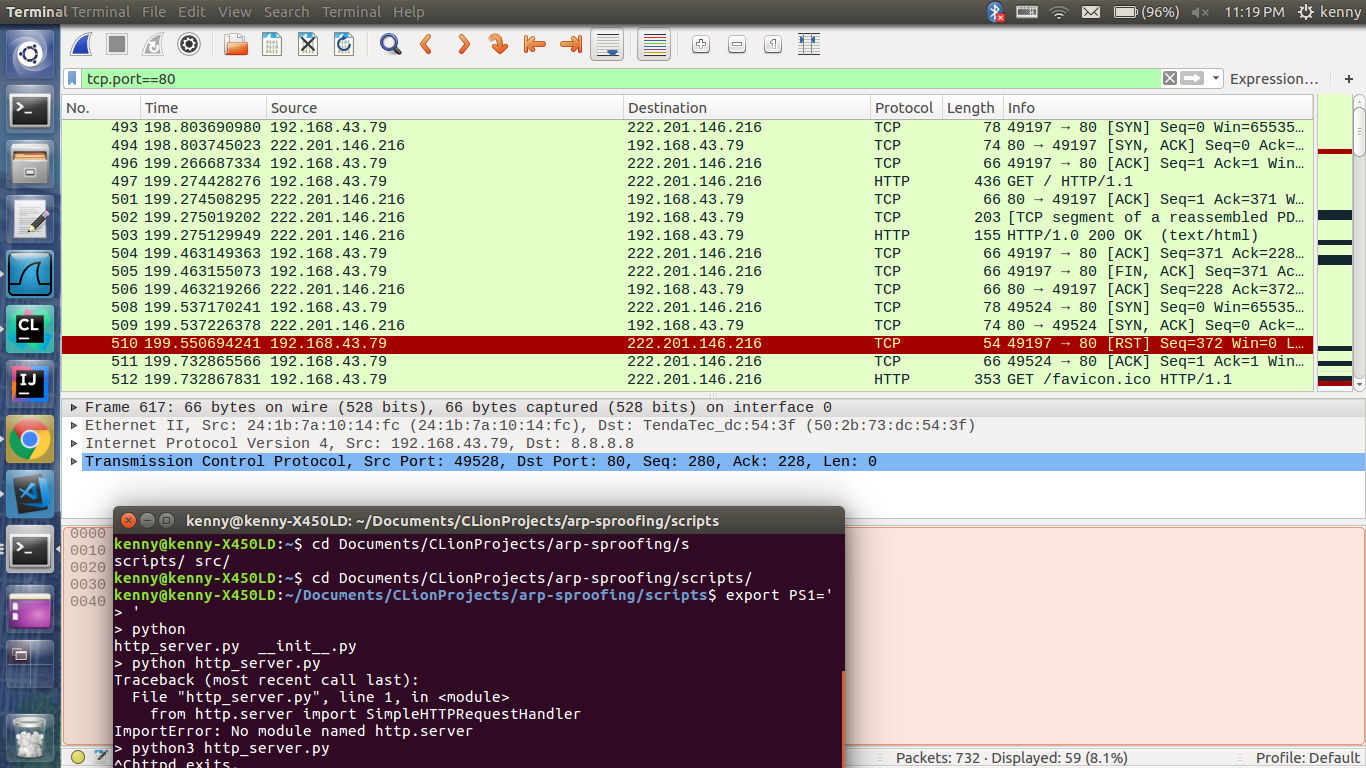 Terminal Terminal File Edit View Search Terminal Help (96%) 11:19 PM kenny
tcp.port==80 Expression… +
No. Time Source Destination Protocol Length Info
493 198.803690980 192.168.43.79 222.201.146.216 TCP 78 49197 → 80 [SYN] Seq=0 Win=65535…
494 198.803745023 222.201.146.216 192.168.43.79 TCP 74 80 → 49197 [SYN, ACK] Seq=0 Ack=…
496 199.266687334 192.168.43.79 222.201.146.216 TCP 66 49197 → 80 [ACK] Seq=1 Ack=1 Win…
497 199.274428276 192.168.43.79 222.201.146.216 HTTP 436 GET / HTTP/1.1
501 199.274508295 222.201.146.216 192.168.43.79 TCP 66 80 → 49197 [ACK] Seq=1 Ack=371 W…
502 199.275019202 222.201.146.216 192.168.43.79 TCP 203 [TCP segment of a reassembled PD…
503 199.275129949 222.201.146.216 192.168.43.79 HTTP 155 HTTP/1.0 200 OK (text/html)
504 199.463149363 192.168.43.79 222.201.146.216 TCP 66 49197 → 80 [ACK] Seq=371 Ack=228…
505 199.463155073 192.168.43.79 222.201.146.216 TCP 66 49197 → 80 [FIN, ACK] Seq=371 Ac…
506 199.463219266 222.201.146.216 192.168.43.79 TCP 66 80 → 49197 [ACK] Seq=228 Ack=372…
508 199.537170241 192.168.43.79 222.201.146.216 TCP 78 49524 → 80 [SYN] Seq=0 Win=65535…
509 199.537226378 222.201.146.216 192.168.43.79 TCP 74 80 → 49524 [SYN, ACK] Seq=0 Ack=…
510 199.550694241 192.168.43.79 222.201.146.216 TCP 54 49197 → 80 [RST] Seq=372 Win=0 L…
511 199.732865566 192.168.43.79 222.201.146.216 TCP 66 49524 → 80 [ACK] Seq=1 Ack=1 Win…
512 199.732867831 192.168.43.79 222.201.146.216 HTTP 353 GET /favicon.ico HTTP/1.1
Frame 617: 66 bytes on wire (528 bits), 66 bytes captured (528 bits) on interface 0
Ethernet II, Src: 24:1b:7a:10:14:fc (24:1b:7a:10:14:fc), Dst: TendaTec_dc:54:3f (50:2b:73:dc:54:3f)
Internet Protocol Version 4, Src: 192.168.43.79, Dst: 8.8.8.8
Transmission Control Protocol, Src Port: 49528, Dst Port: 80, Seq: 280, Ack: 228, Len: 0
0000
0010
0020
0030
0040
kenny@kenny-X450LD: ~/Documents/CLionProjects/arp-sproofing/scripts
kenny@kenny-X450LD:~$ cd Documents/CLionProjects/arp-sproofing/s
scripts/ src/
kenny@kenny-X450LD:~$ cd Documents/CLionProjects/arp-sproofing/scripts/
kenny@kenny-X450LD:~/Documents/CLionProjects/arp-sproofing/scripts$ export PS1='
> '
> python
http_server.py __init__.py
> python http_server.py
Traceback (most recent call last):
File "http_server.py", line 1, in <module>
from http.server import SimpleHTTPRequestHandler
ImportError: No module named http.server
> python3 http_server.py
^Chttpd exits.
Packets: 732 · Displayed: 59 (8.1%) Profile: Default
CL
IJ